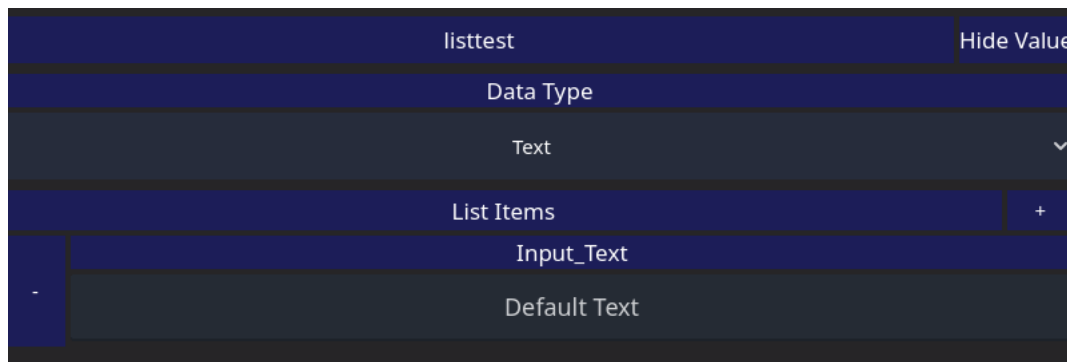 listtest Hide Value
Data Type
Text
List Items +
Input_Text
-
Default Text